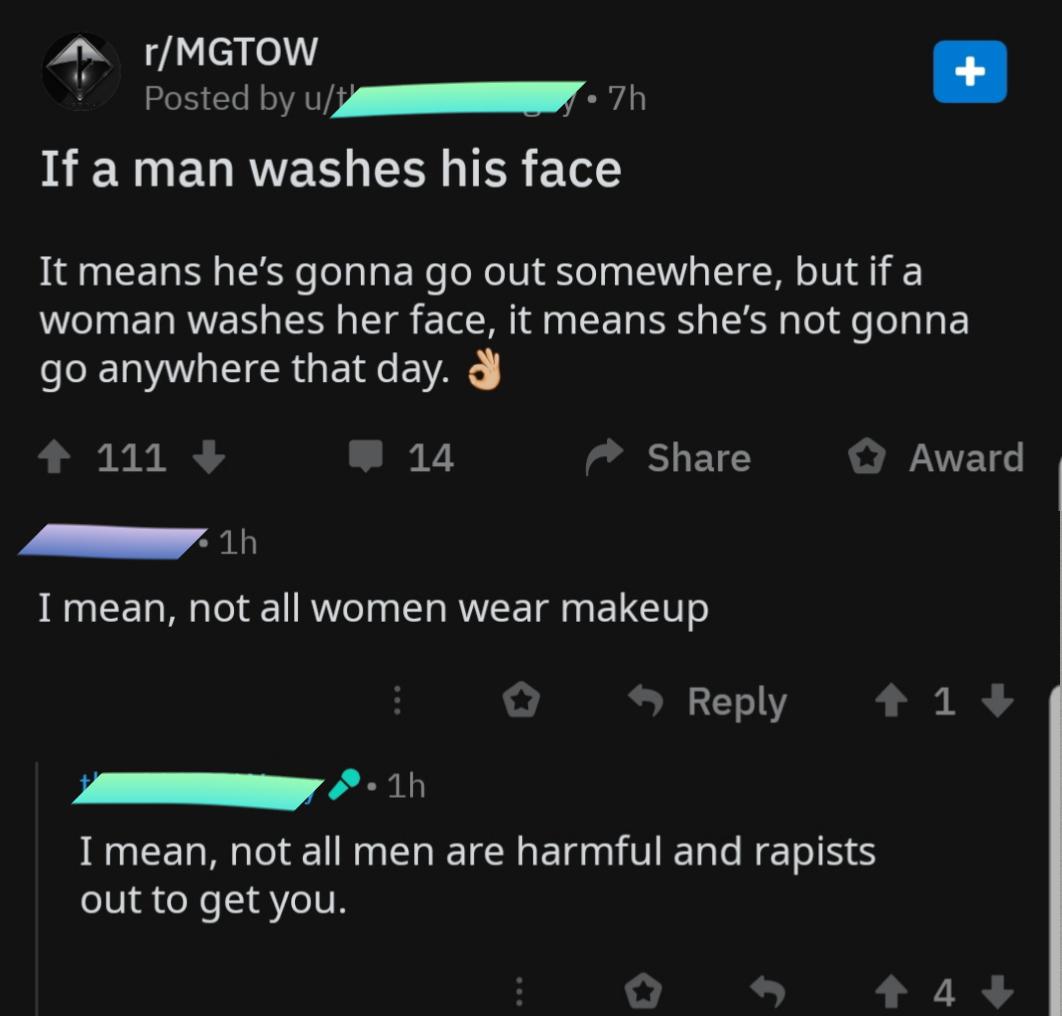 r/MGTOW
Posted by • 7h
If a man washes his face
It means he’s gonna go out somewhere, but if a
woman washes her face, it means she’s not gonna
go anywhere that day. 👌🏼
111 14 Share Award
• 1h
I mean, not all women wear makeup
Reply 1
• 1h
I mean, not all men are harmful and rapists
out to get you.
4